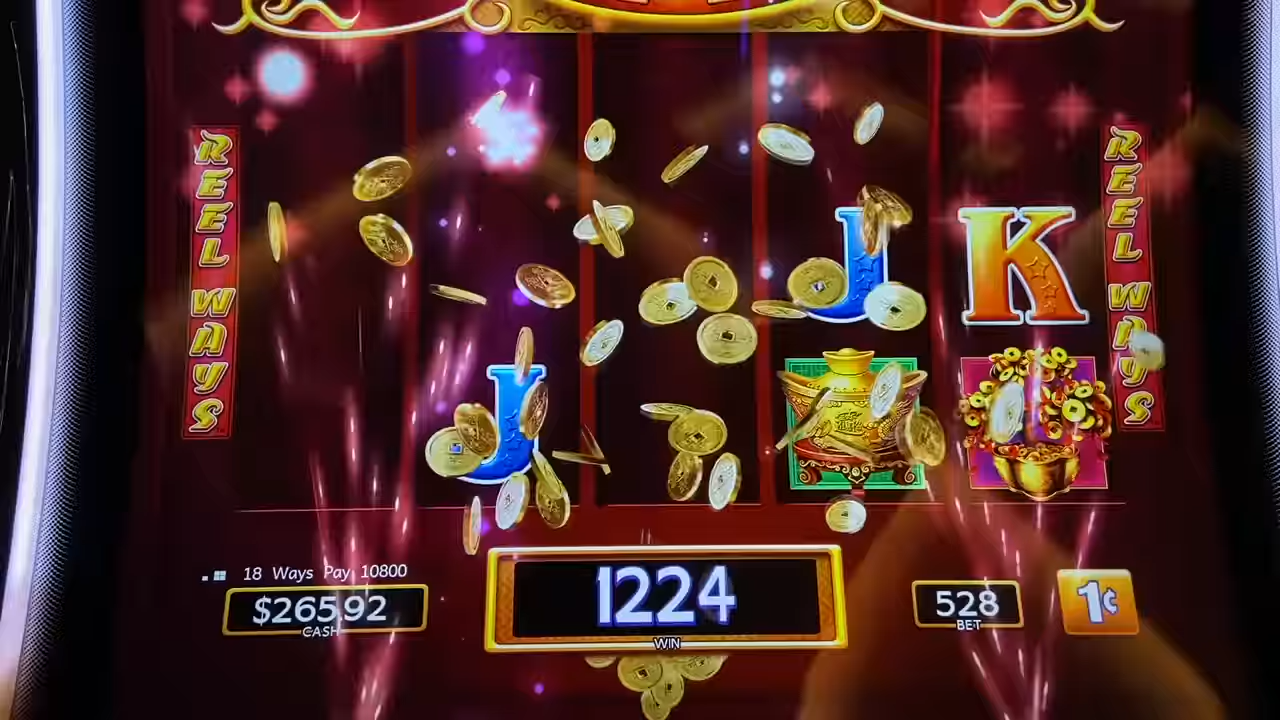 REEL WAYS
REEL WAYS
J
K
J
18 Ways Pay 10800
$265.92
CASH
1224
WIN
528
BET
1¢